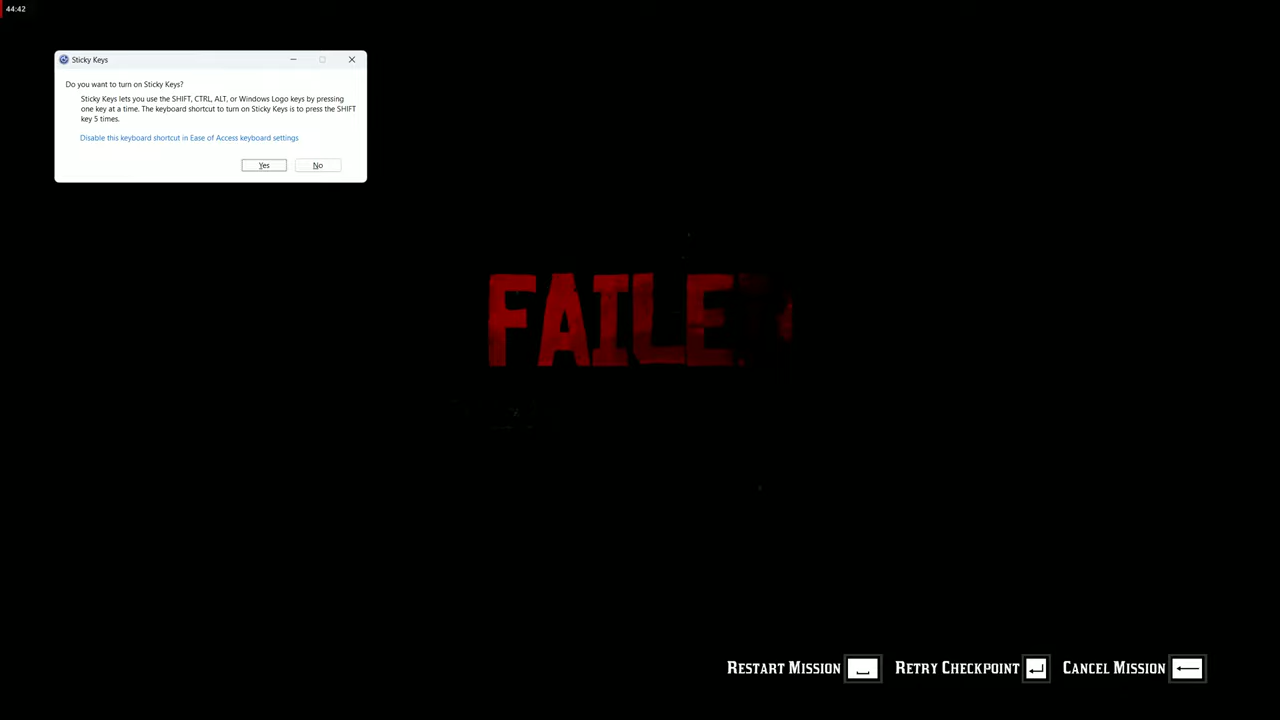 44:42
Sticky Keys
Do you want to turn on Sticky Keys?
Sticky Keys lets you use the SHIFT, CTRL, ALT, or Windows Logo keys by pressing
one key at a time. The keyboard shortcut to turn on Sticky Keys is to press the SHIFT
key 5 times.
Disable this keyboard shortcut in Ease of Access keyboard settings
Yes No
FAILED
RESTART MISSION RETRY CHECKPOINT CANCEL MISSION